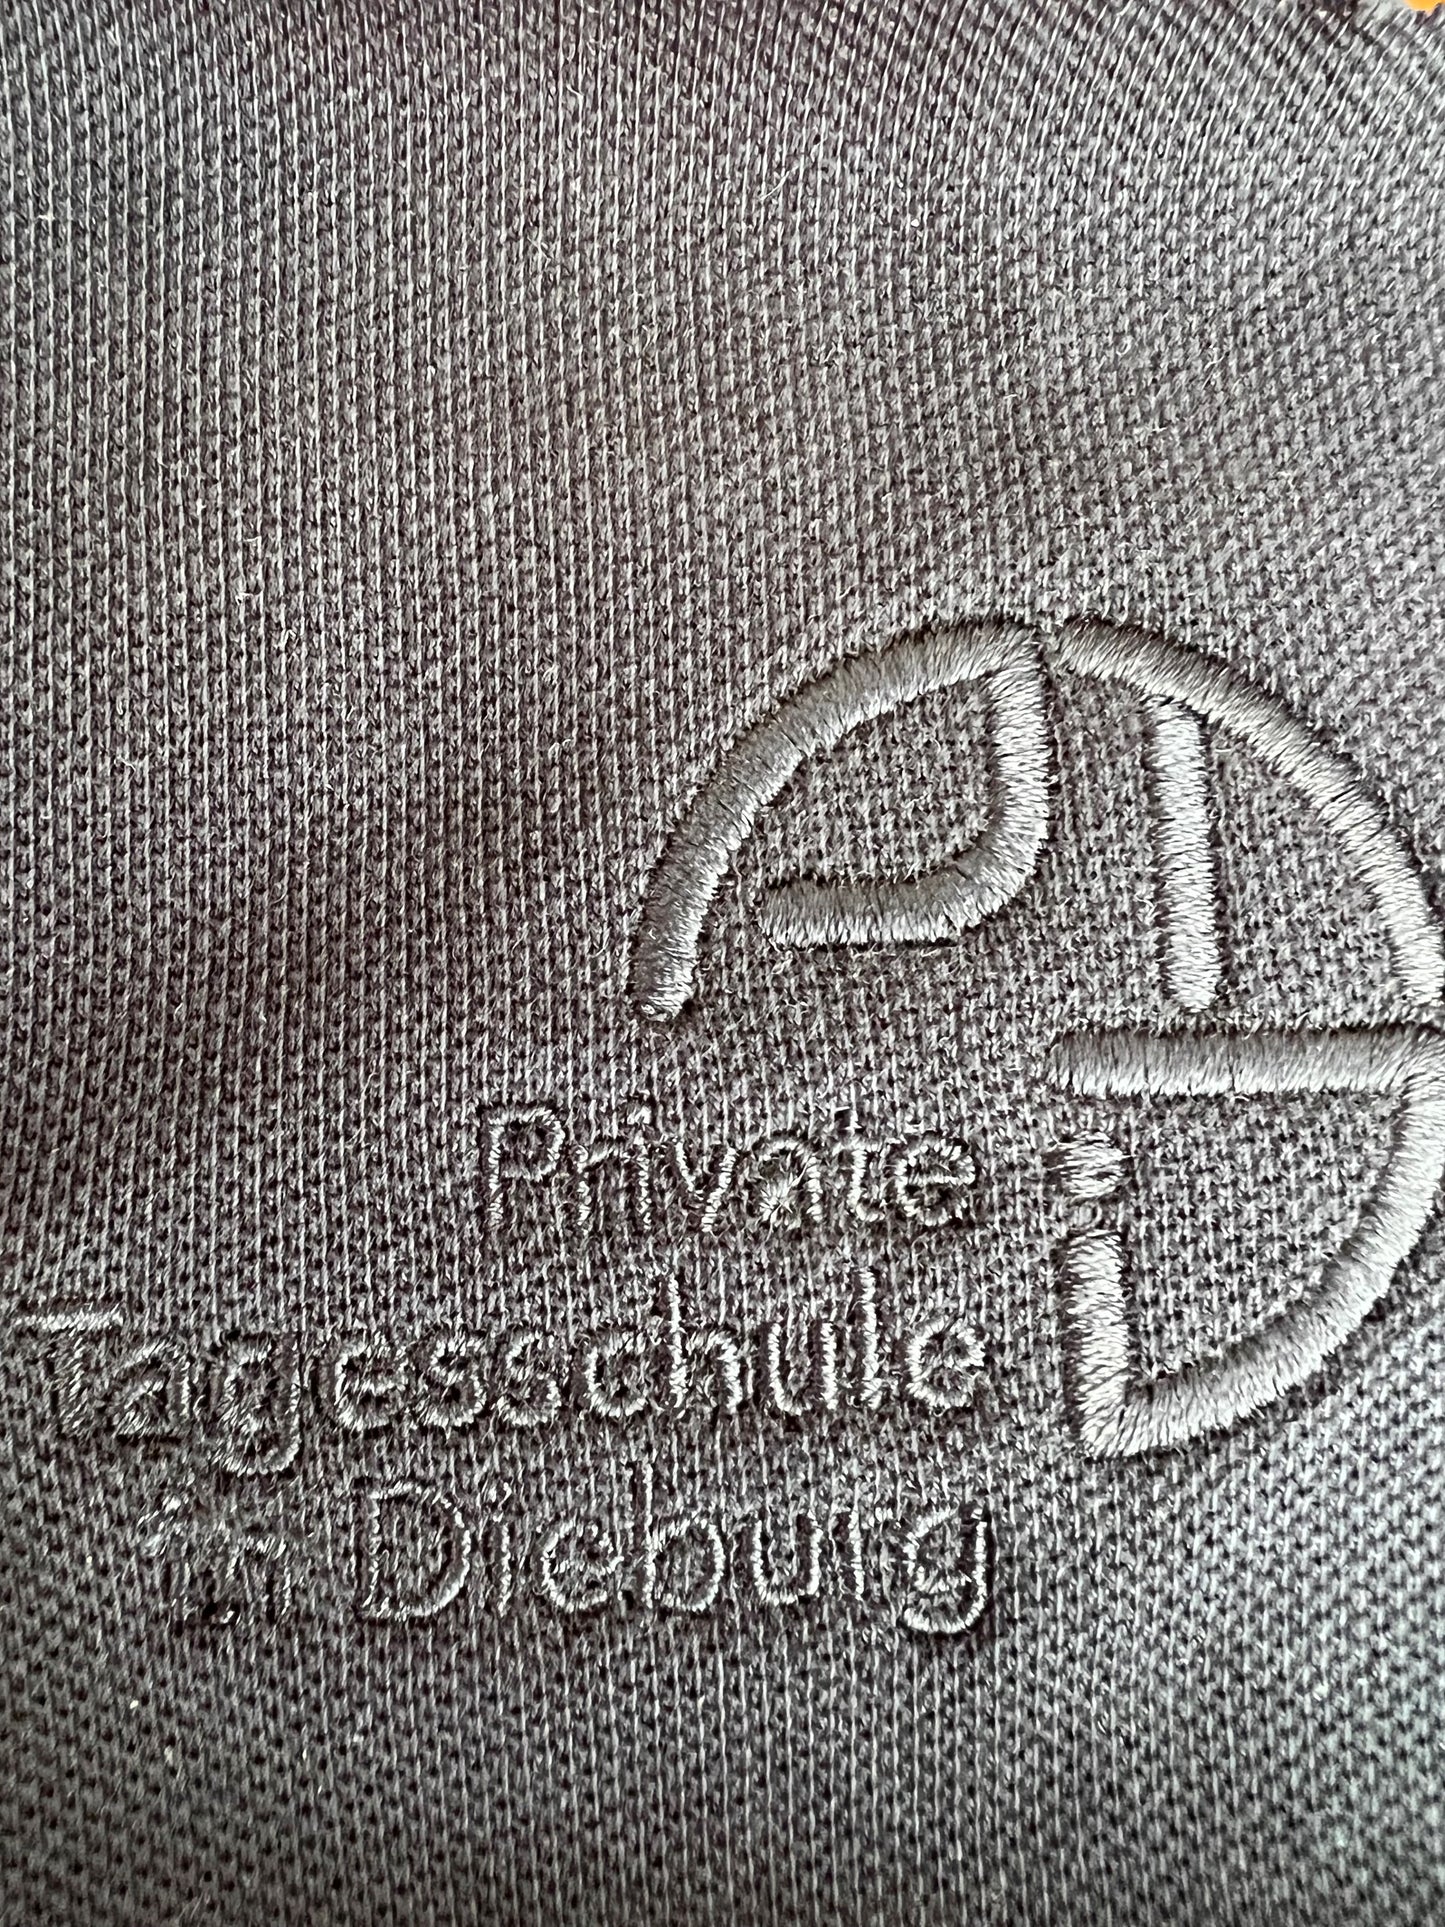 Private
Tagesschule
in Dieburg